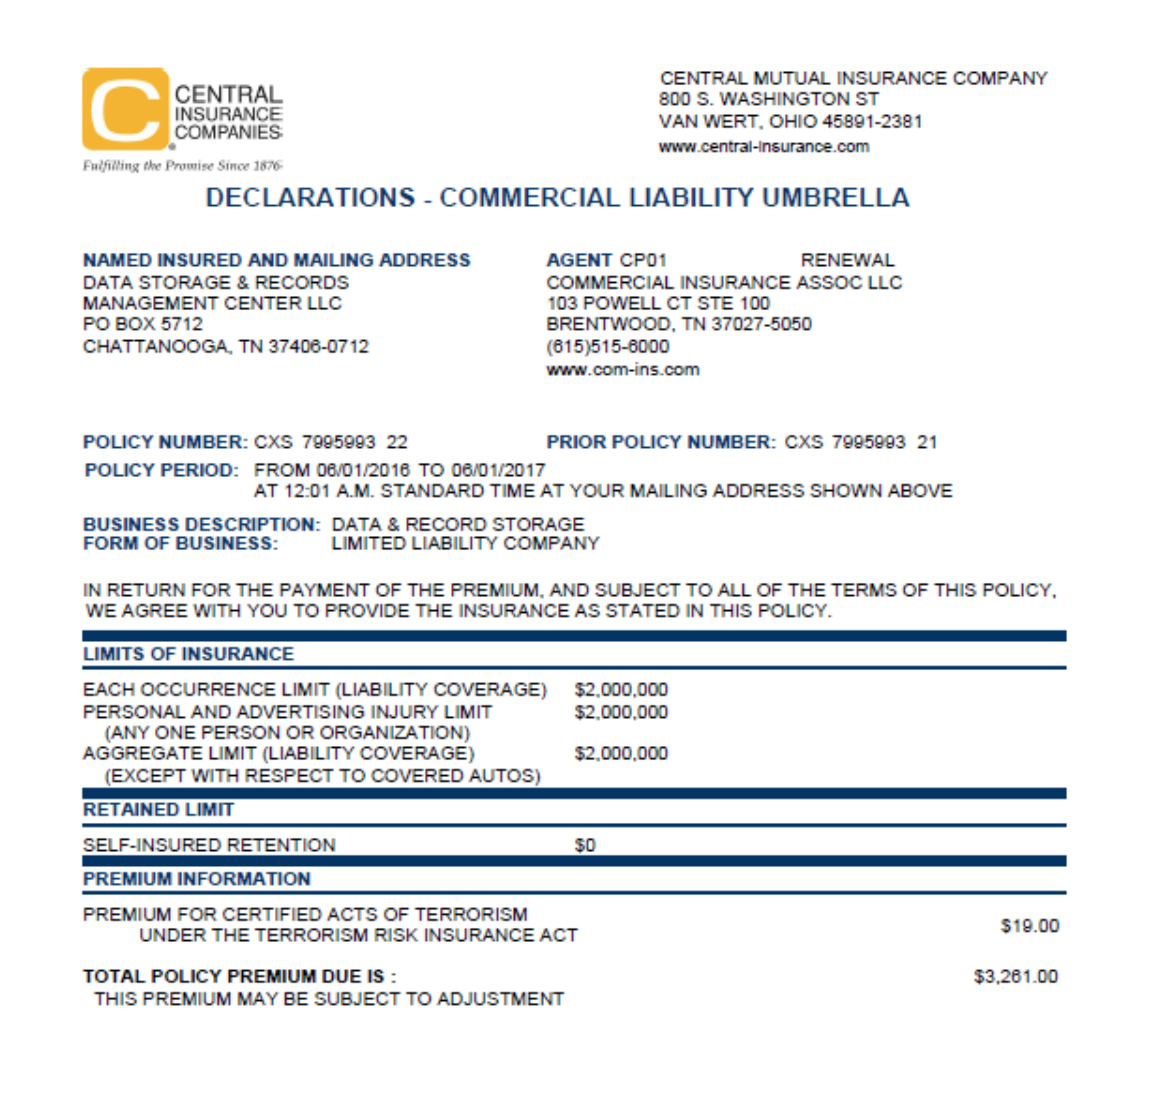 CENTRAL
INSURANCE
COMPANIES
Fulfilling the Promise Since 1876
CENTRAL MUTUAL INSURANCE COMPANY
800 S. WASHINGTON ST
VAN WERT, OHIO 45891-2381
www.central-insurance.com
DECLARATIONS - COMMERCIAL LIABILITY UMBRELLA
NAMED INSURED AND MAILING ADDRESS
DATA STORAGE & RECORDS
MANAGEMENT CENTER LLC
PO BOX 5712
CHATTANOOGA, TN 37406-0712
AGENT CP01 RENEWAL
COMMERCIAL INSURANCE ASSOC LLC
103 POWELL CT STE 100
BRENTWOOD, TN 37027-5050
(615)515-6000
www.com-ins.com
POLICY NUMBER: CXS 7995993 22 PRIOR POLICY NUMBER: CXS 7995993 21
POLICY PERIOD: FROM 06/01/2016 TO 06/01/2017
AT 12:01 A.M. STANDARD TIME AT YOUR MAILING ADDRESS SHOWN ABOVE
BUSINESS DESCRIPTION: DATA & RECORD STORAGE
FORM OF BUSINESS: LIMITED LIABILITY COMPANY
IN RETURN FOR THE PAYMENT OF THE PREMIUM, AND SUBJECT TO ALL OF THE TERMS OF THIS POLICY,
WE AGREE WITH YOU TO PROVIDE THE INSURANCE AS STATED IN THIS POLICY.
LIMITS OF INSURANCE
EACH OCCURRENCE LIMIT (LIABILITY COVERAGE) $2,000,000
PERSONAL AND ADVERTISING INJURY LIMIT $2,000,000
(ANY ONE PERSON OR ORGANIZATION)
AGGREGATE LIMIT (LIABILITY COVERAGE) $2,000,000
(EXCEPT WITH RESPECT TO COVERED AUTOS)
RETAINED LIMIT
SELF-INSURED RETENTION $0
PREMIUM INFORMATION
PREMIUM FOR CERTIFIED ACTS OF TERRORISM
UNDER THE TERRORISM RISK INSURANCE ACT $19.00
TOTAL POLICY PREMIUM DUE IS : $3,261.00
THIS PREMIUM MAY BE SUBJECT TO ADJUSTMENT